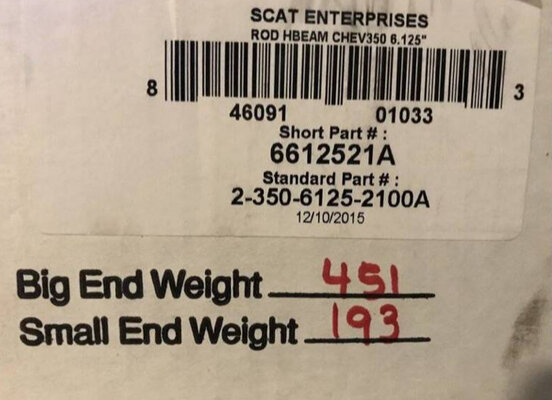 SCAT ENTERPRISES
ROD HBEAM CHEV350 6.125"
8 46091 01033 3
Short Part # :
6612521A
Standard Part # :
2-350-6125-2100A
12/10/2015
Big End Weight 451
Small End Weight 193